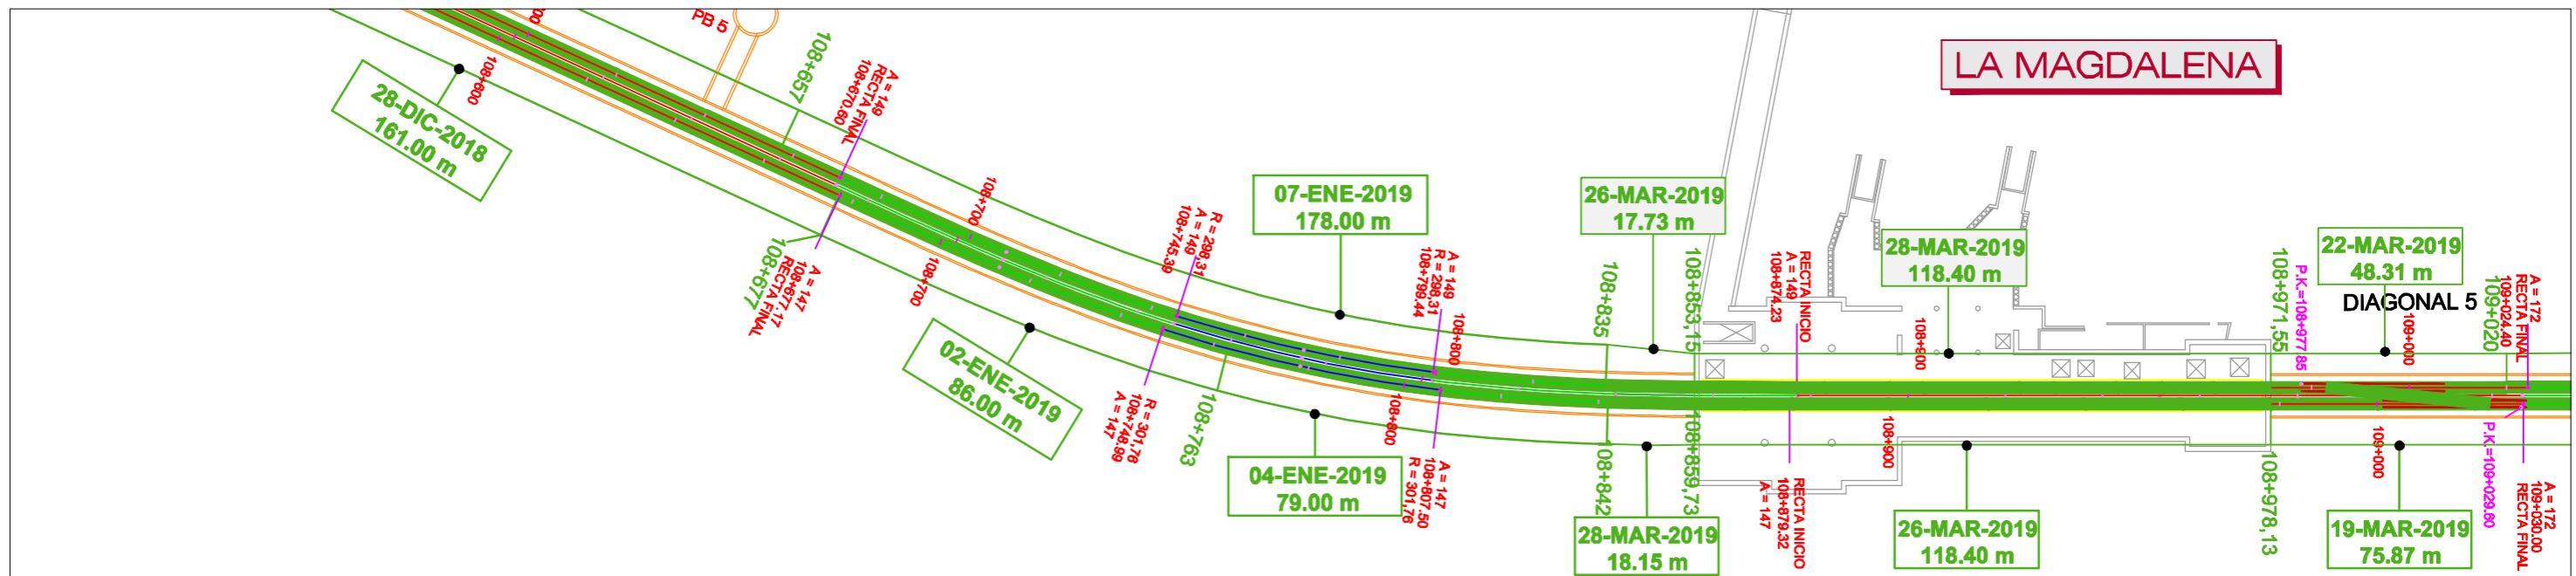 PB 5
00
108+657
LA MAGDALENA
A = 149
RECTA FINAL
108+670.60
108+600
28-DIC-2018
161.00 m
108+700
07-ENE-2019
178.00 m
26-MAR-2019
17.73 m
R = 298,31
A = 149
108+745.39
A = 149
R = 298,31
108+799.44
108+800
108+835
108+853,15
RECTA INICIO
A = 149
108+874.23
28-MAR-2019
118.40 m
108+900
108+971,55
P.K.=108+977.85
22-MAR-2019
48.31 m
DIAGONAL 5
109+000
109+020
A = 172
RECTA FINAL
109+024.40
108+677
A = 147
108+677.17
RECTA FINAL
108+700
02-ENE-2019
86.00 m
R = 301,76
108+748.99
A = 147
108+763
04-ENE-2019
79.00 m
108+800
A = 147
108+807.50
R = 301,76
08+842
28-MAR-2019
18.15 m
108+859,73
RECTA INICIO
108+879.32
A = 147
108+900
26-MAR-2019
118.40 m
108+978,13
109+000
19-MAR-2019
75.87 m
P.K.=109+029.60
A = 172
109+030.00
RECTA FINAL